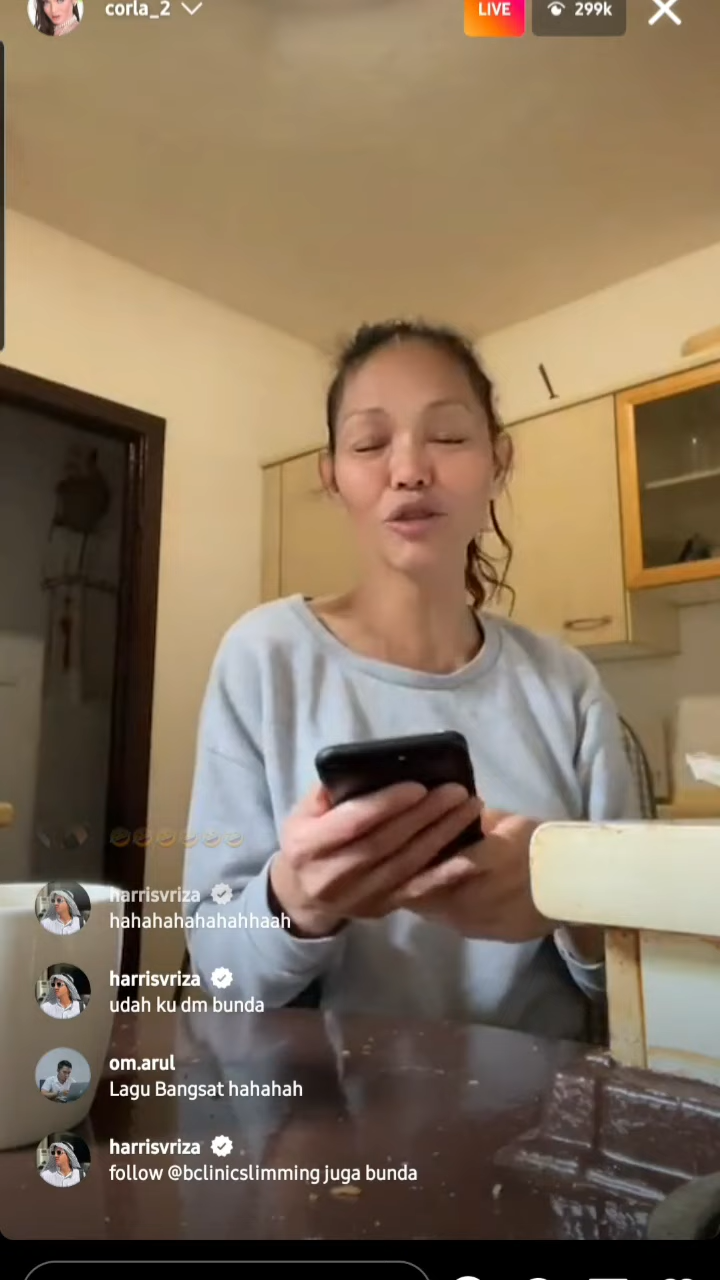 corla_2
LIVE
299k
harrisvriza
hahahahahahahhaah
harrisvriza
udah ku dm bunda
om.arul
Lagu Bangsat hahahah
harrisvriza
follow @bclinicslimming juga bunda